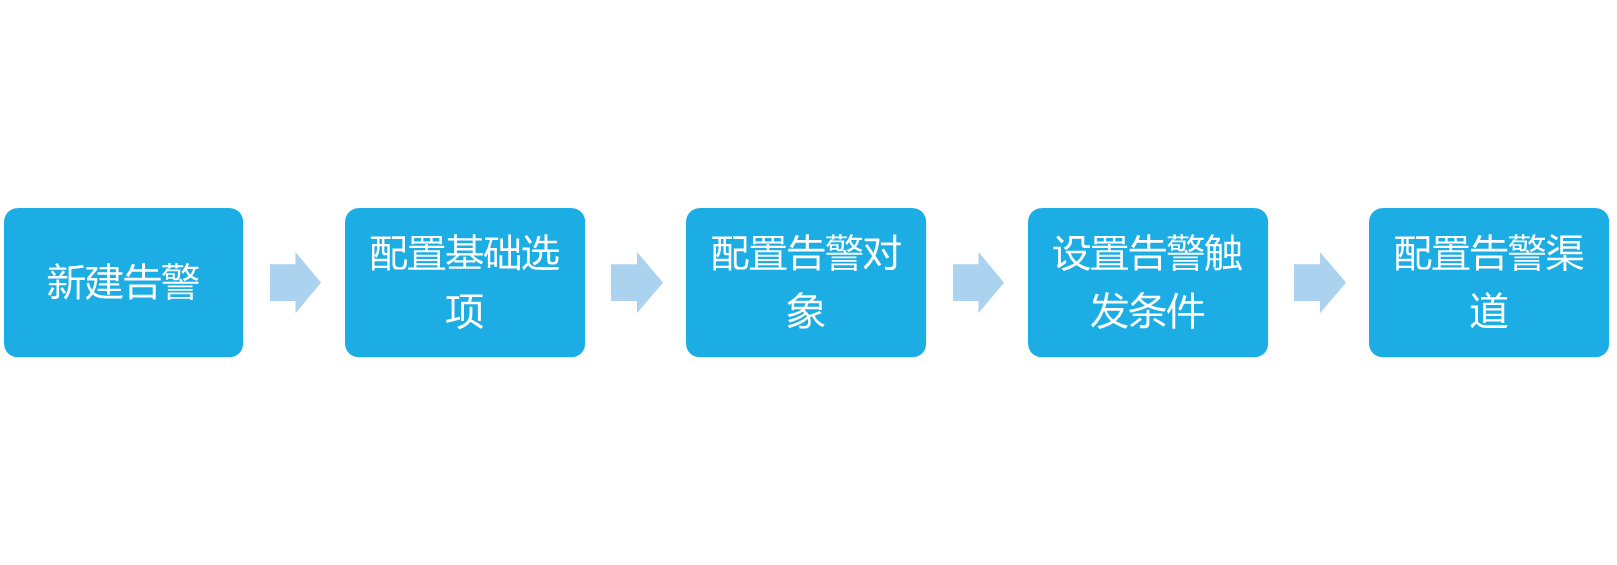 新建告警
配置基础选
项
配置告警对
象
设置告警触
发条件
配置告警渠
道